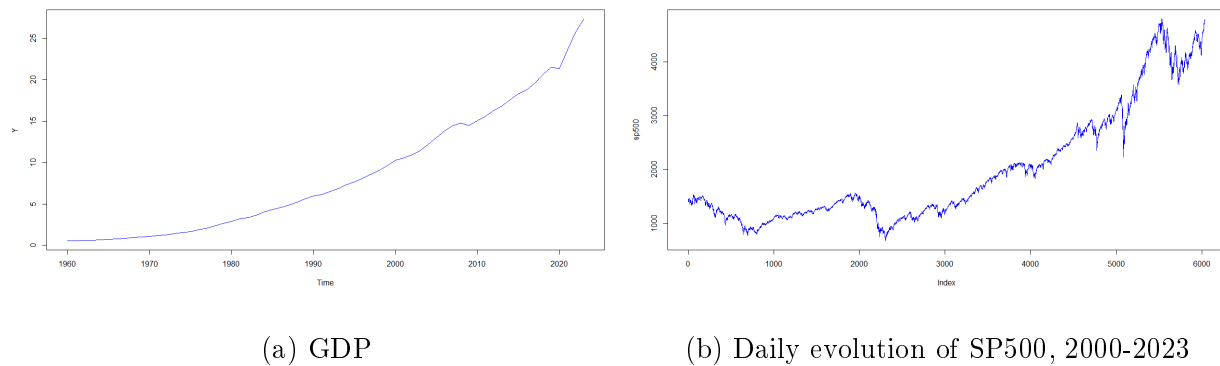 Y
25
20
15
10
5
0
1960 1970 1980 1990 2000 2010 2020
Time
(a) GDP
sp500
4000
3000
2000
1000
0 1000 2000 3000 4000 5000 6000
Index
(b) Daily evolution of SP500, 2000-2023